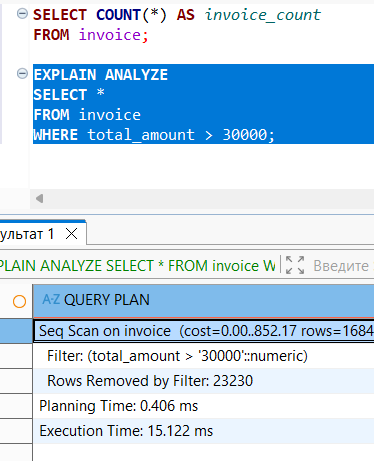 SELECT COUNT(*) AS invoice_count
FROM invoice;
EXPLAIN ANALYZE
SELECT *
FROM invoice
WHERE total_amount > 30000;
ультат 1
PLAIN ANALYZE SELECT * FROM invoice W
Введите
A-Z QUERY PLAN
Seq Scan on invoice (cost=0.00..852.17 rows=1684
Filter: (total_amount > '30000'::numeric)
Rows Removed by Filter: 23230
Planning Time: 0.406 ms
Execution Time: 15.122 ms